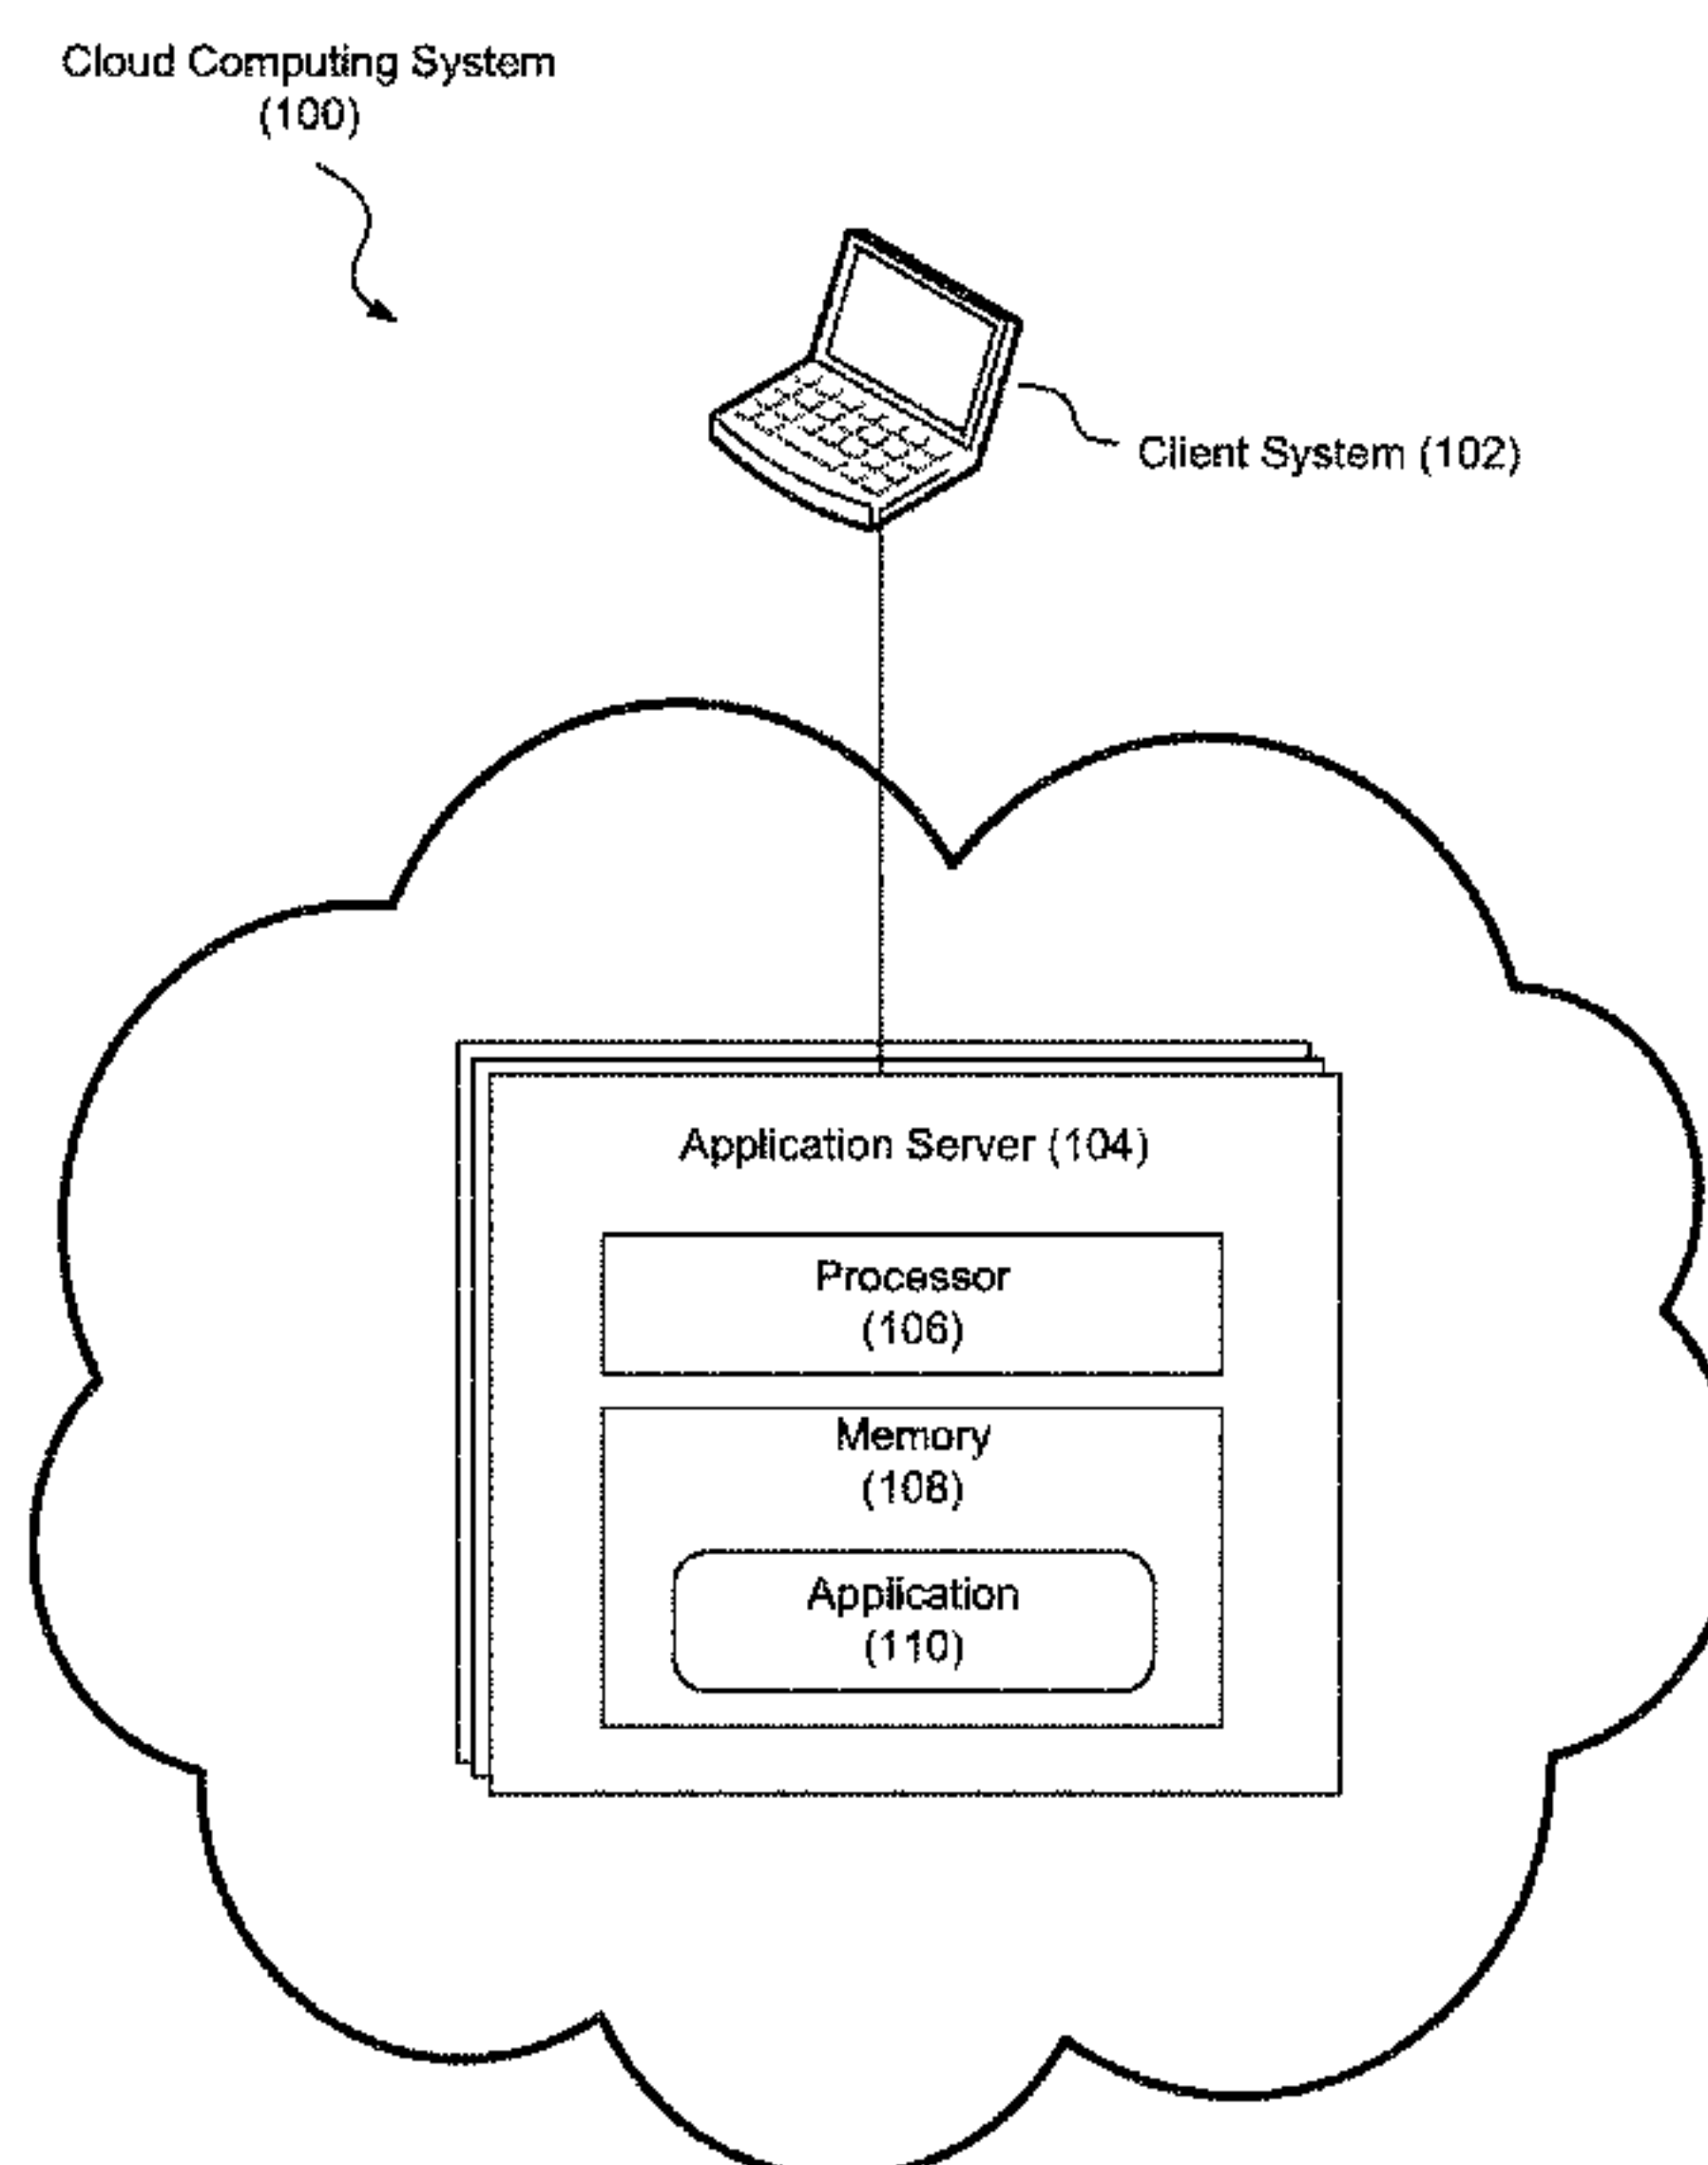 Cloud Computing System
(100)
Client System (102)
Application Server (104)
Processor
(106)
Memory
(108)
Application
(110)